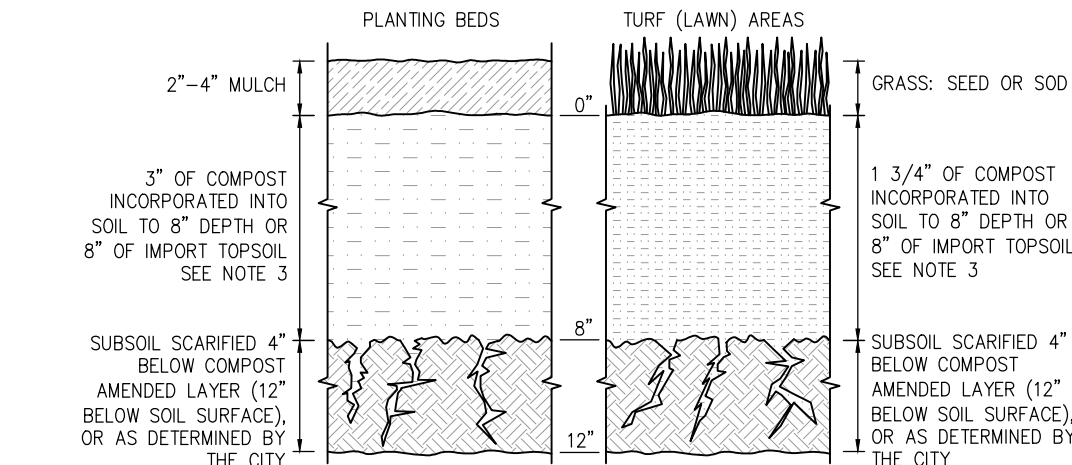 PLANTING BEDS
TURF (LAWN) AREAS
2"-4" MULCH
0"
GRASS: SEED OR SOD
3" OF COMPOST
INCORPORATED INTO
SOIL TO 8" DEPTH OR
8" OF IMPORT TOPSOIL
SEE NOTE 3
1 3/4" OF COMPOST
INCORPORATED INTO
SOIL TO 8" DEPTH OR
8" OF IMPORT TOPSOIL
SEE NOTE 3
8"
SUBSOIL SCARIFIED 4"
BELOW COMPOST
AMENDED LAYER (12"
BELOW SOIL SURFACE),
OR AS DETERMINED BY
THE CITY
SUBSOIL SCARIFIED 4"
BELOW COMPOST
AMENDED LAYER (12"
BELOW SOIL SURFACE),
OR AS DETERMINED BY
THE CITY
12"